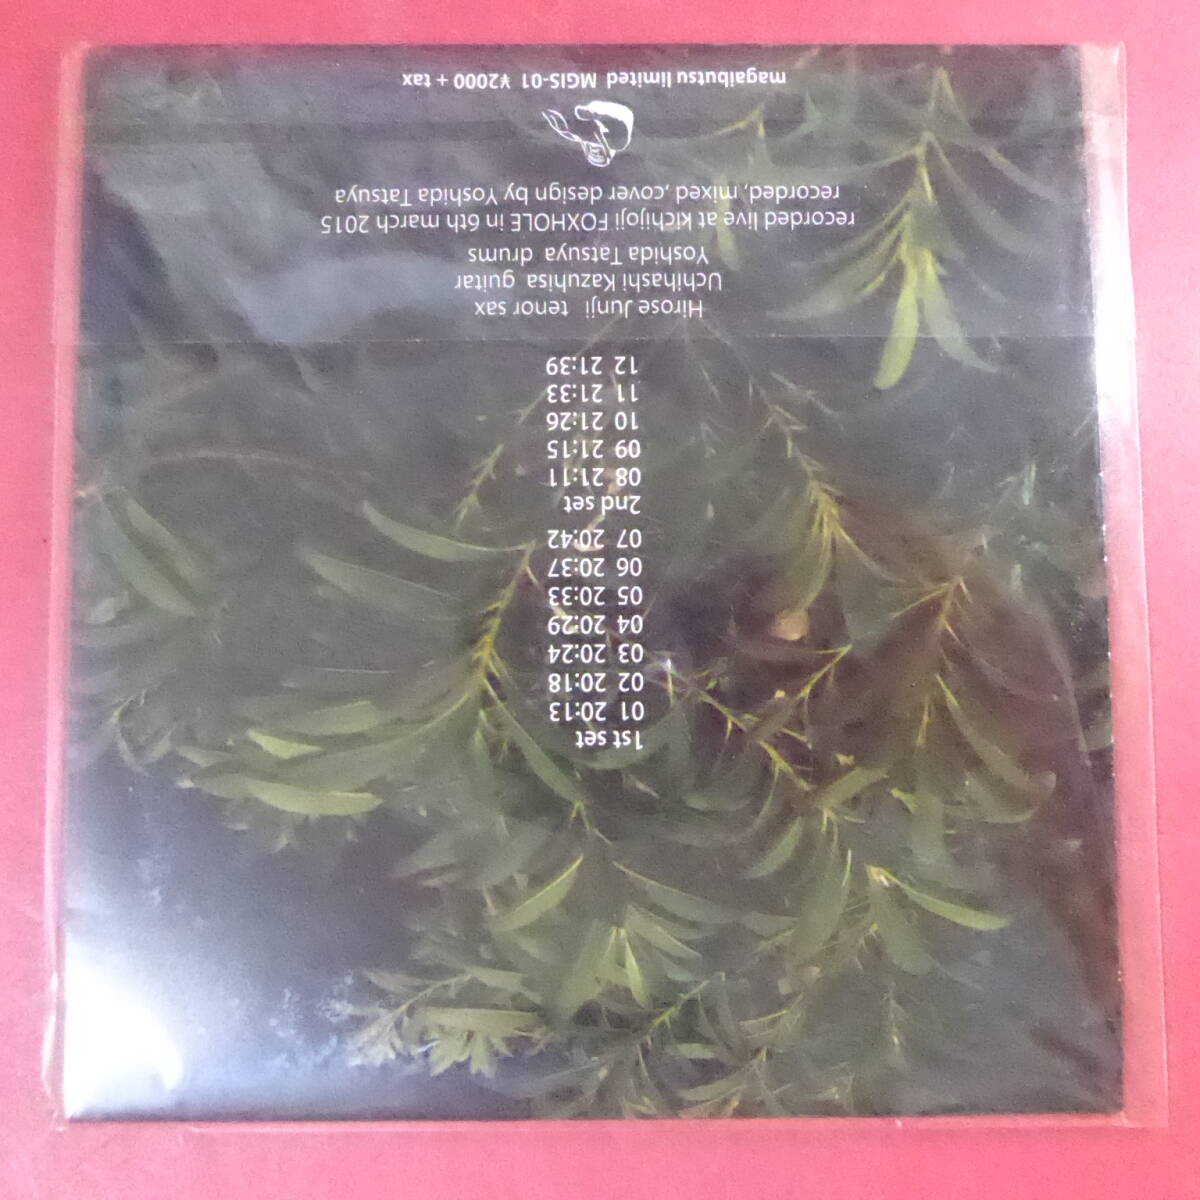 1st set
01 20:13
02 20:18
03 20:24
04 20:29
05 20:33
06 20:37
07 20:42
2nd set
08 21:11
09 21:15
10 21:26
11 21:33
12 21:39
Hirose Junji tenor sax
Uchihashi Kazuhisa guitar
Yoshida Tatsuya drums
recorded live at kichijoji FOXHOLE in 6th march 2015
recorded, mixed, cover design by Yoshida Tatsuya
magaibutsu limited MGIS-01 ¥2000 + tax